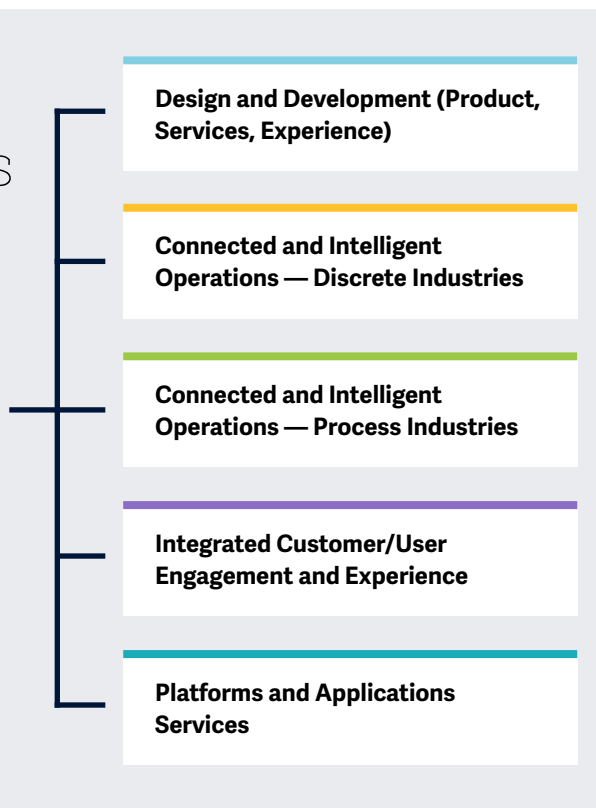 Design and Development (Product,
Services, Experience)
Connected and Intelligent
Operations — Discrete Industries
Connected and Intelligent
Operations — Process Industries
Integrated Customer/User
Engagement and Experience
Platforms and Applications
Services